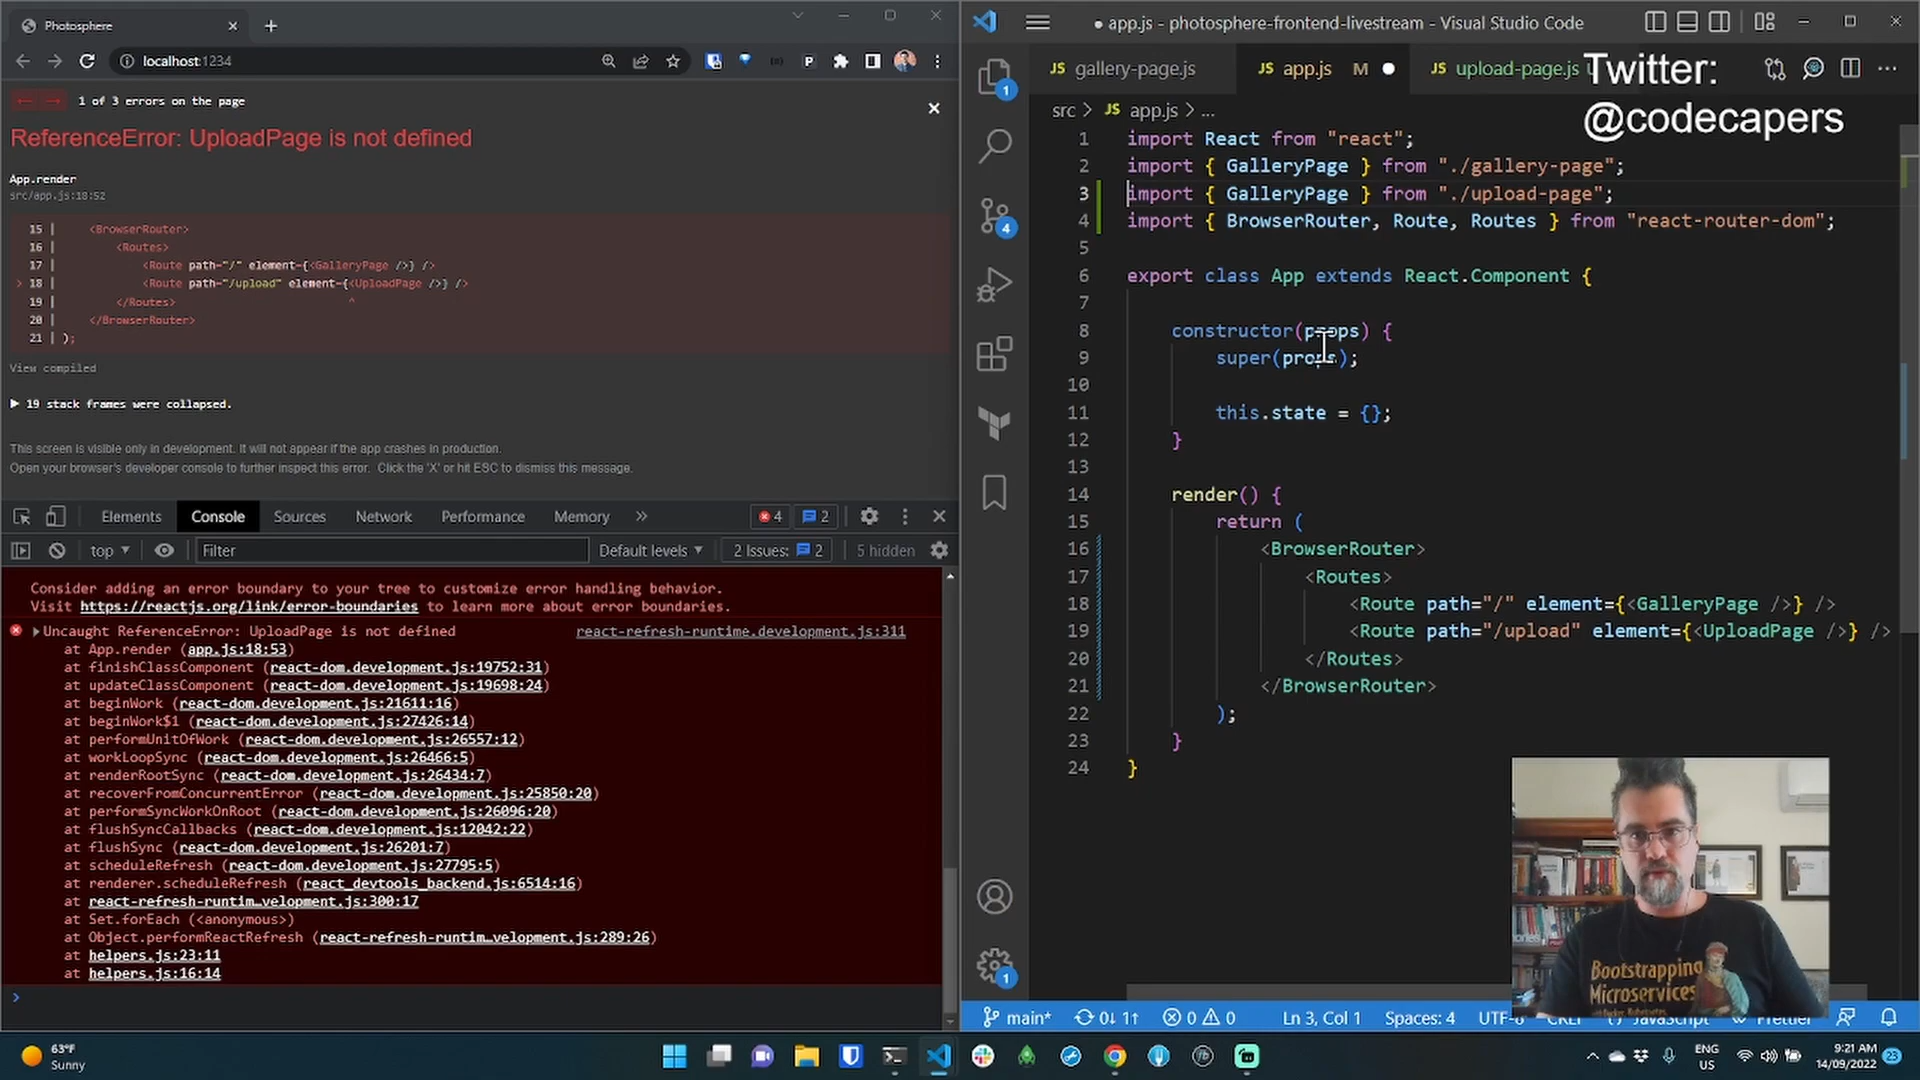 Photosphere
localhost:1234
1 of 3 errors on the page
ReferenceError: UploadPage is not defined
App.render
src/app.js:18:52
15 | <BrowserRouter>
16 | <Routes>
17 | <Route path="/" element={<GalleryPage />} />
> 18 | <Route path="/upload" element={<UploadPage />} />
19 | </Routes> ^
20 | </BrowserRouter>
21 | );
View compiled
▶ 19 stack frames were collapsed.
This screen is visible only in development. It will not appear if the app crashes in production.
Open your browser's developer console to further inspect this error. Click the 'X' or hit ESC to dismiss this message.
Elements Console Sources Network Performance Memory » 4 2
top Filter Default levels 2 Issues: 2 5 hidden
Consider adding an error boundary to your tree to customize error handling behavior.
Visit https://reactjs.org/link/error-boundaries to learn more about error boundaries.
Uncaught ReferenceError: UploadPage is not defined react-refresh-runtime.development.js:311
at App.render (app.js:18:53)
at finishClassComponent (react-dom.development.js:19752:31)
at updateClassComponent (react-dom.development.js:19698:24)
at beginWork (react-dom.development.js:21611:16)
at beginWork$1 (react-dom.development.js:27426:14)
at performUnitOfWork (react-dom.development.js:26557:12)
at workLoopSync (react-dom.development.js:26466:5)
at renderRootSync (react-dom.development.js:26434:7)
at recoverFromConcurrentError (react-dom.development.js:25850:20)
at performSyncWorkOnRoot (react-dom.development.js:26096:20)
at flushSyncCallbacks (react-dom.development.js:12042:22)
at flushSync (react-dom.development.js:26201:7)
at scheduleRefresh (react-dom.development.js:27795:5)
at renderer.scheduleRefresh (react_devtools_backend.js:6514:16)
at react-refresh-runtim…velopment.js:300:17
at Set.forEach (<anonymous>)
at Object.performReactRefresh (react-refresh-runtim…velopment.js:289:26)
at helpers.js:23:11
at helpers.js:16:14
● app.js - photosphere-frontend-livestream - Visual Studio Code
JS gallery-page.js JS app.js M ● JS upload-page.js
Twitter:
@codecapers
src > JS app.js > ...
1 import React from "react";
2 import { GalleryPage } from "./gallery-page";
3 import { GalleryPage } from "./upload-page";
4 import { BrowserRouter, Route, Routes } from "react-router-dom";
5
6 export class App extends React.Component {
7
8 constructor(props) {
9 super(props);
10
11 this.state = {};
12 }
13
14 render() {
15 return (
16 <BrowserRouter>
17 <Routes>
18 <Route path="/" element={<GalleryPage />} />
19 <Route path="/upload" element={<UploadPage />} />
20 </Routes>
21 </BrowserRouter>
22 );
23 }
24 }
1
4
1
Bootstrapping
Microservices
main* 0↓ 1↑ 0 0 Ln 3, Col 1 Spaces: 4 UTF-8 CRLF JavaScript Prettier
63°F
Sunny
ENG
US
9:21 AM
14/09/2022
23